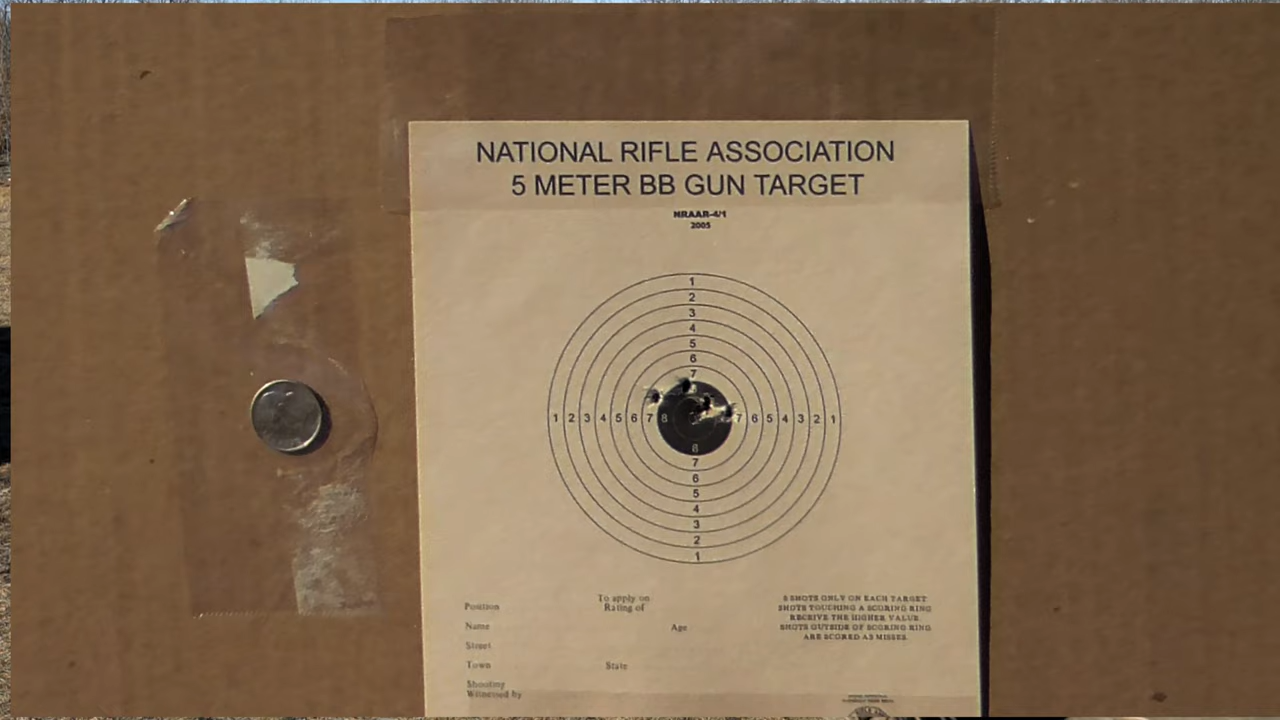 NATIONAL RIFLE ASSOCIATION
5 METER BB GUN TARGET
NRAAR-4/1
2005
1
2
3
4
5
6
7
1 2 3 4 5 6 7 8 7 6 5 4 3 2 1
8
7
6
5
4
3
2
1
Position
To apply on
Rating of
Name
Age
Street
Town
State
Shooting
Witnessed by
5 SHOTS ONLY ON EACH TARGET
SHOTS TOUCHING A SCORING RING
RECEIVE THE HIGHER VALUE.
SHOTS OUTSIDE OF SCORING RING
ARE SCORED AS MISSES.